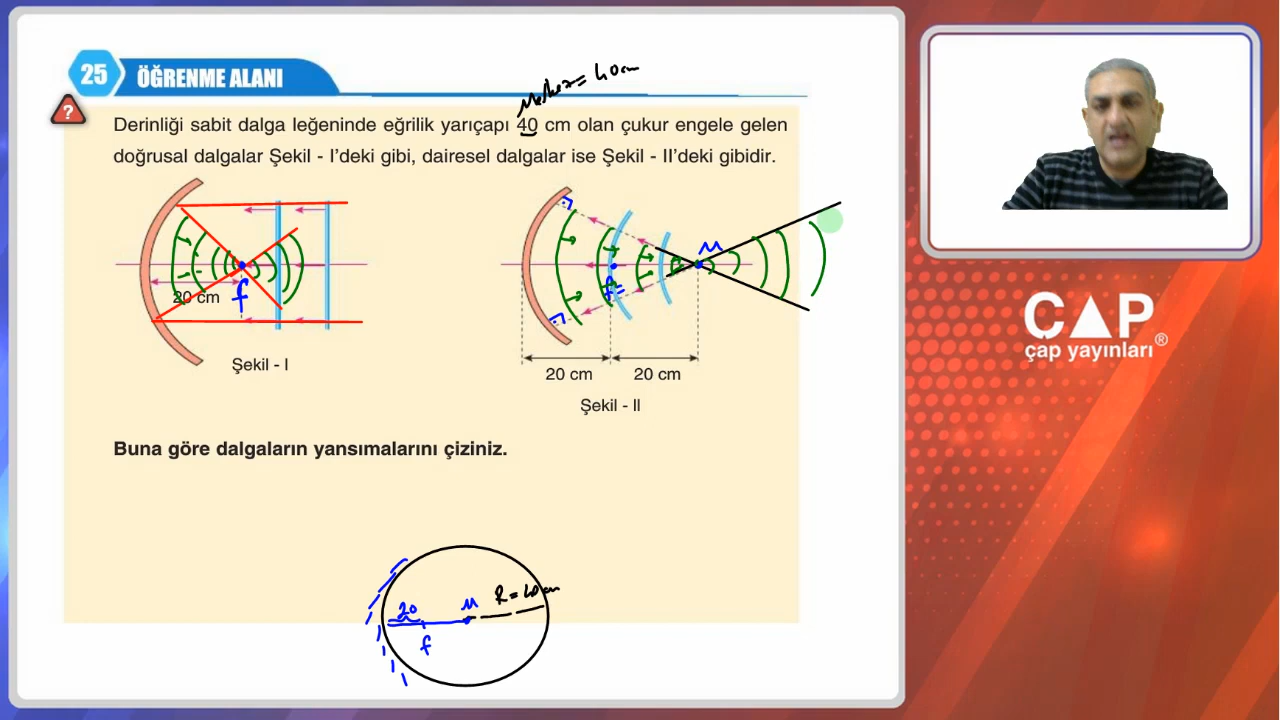 25 ÖĞRENME ALANI
?
Merkez = 40 cm
Derinliği sabit dalga leğeninde eğrilik yarıçapı 40 cm olan çukur engele gelen
doğrusal dalgalar Şekil - I'deki gibi, dairesel dalgalar ise Şekil - II'deki gibidir.
20 cm
f
Şekil - I
M
F
20 cm 20 cm
Şekil - II
Buna göre dalgaların yansımalarını çiziniz.
20 M R = 40 cm
f
ÇAP
çap yayınları®